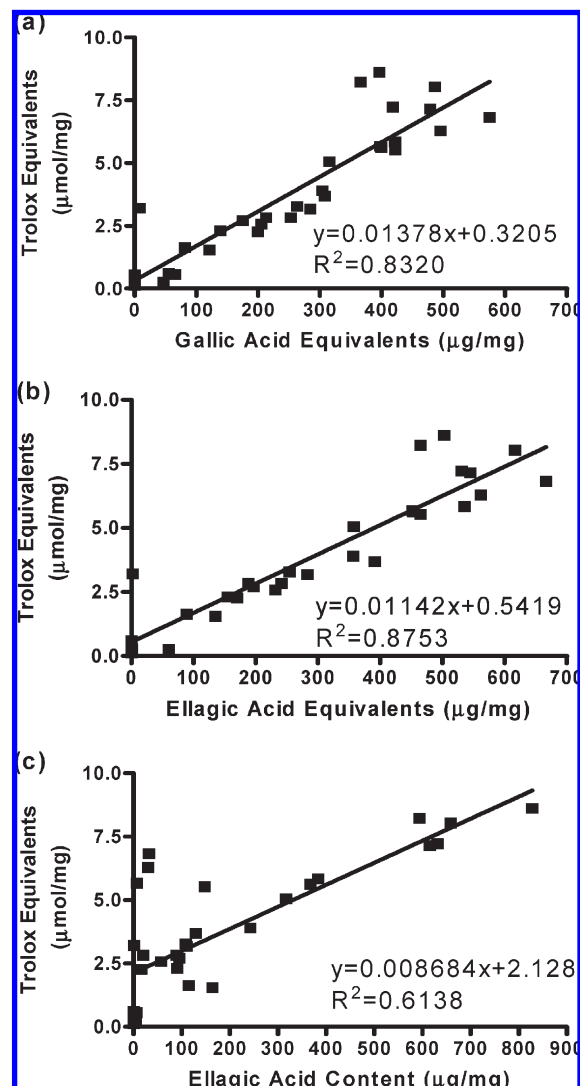 (a)
10.0
7.5
5.0
2.5
0.0
Trolox Equivalents
(μmol/mg)
y=0.01378x+0.3205
R²=0.8320
0 100 200 300 400 500 600 700
Gallic Acid Equivalents (μg/mg)
(b)
10.0
7.5
5.0
2.5
0.0
Trolox Equivalents
(μmol/mg)
y=0.01142x+0.5419
R²=0.8753
0 100 200 300 400 500 600 700
Ellagic Acid Equivalents (μg/mg)
(c)
10.0
7.5
5.0
2.5
0.0
Trolox Equivalents
(μmol/mg)
y=0.008684x+2.128
R²=0.6138
0 100 200 300 400 500 600 700 800 900
Ellagic Acid Content (μg/mg)